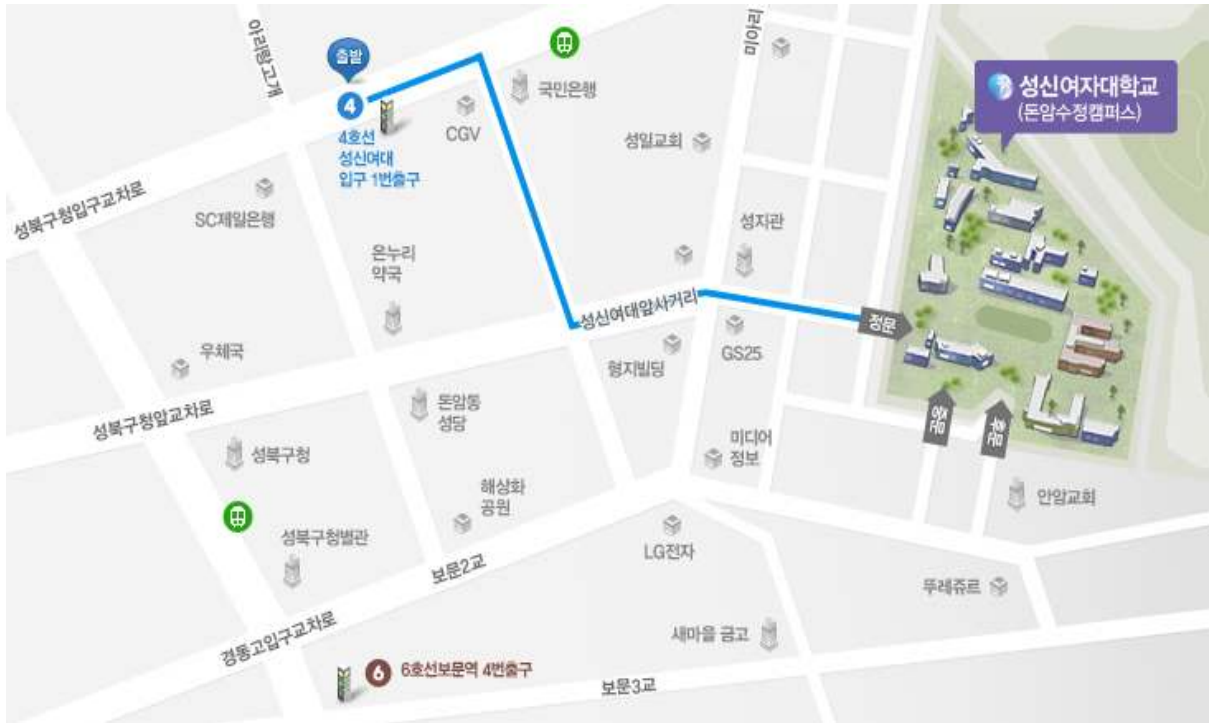 아리랑고개
미아리
출발
4
4호선
성신여대
입구 1번출구
CGV
국민은행
성신여자대학교
(돈암수정캠퍼스)
성일교회
성북구청입구교차로
SC제일은행
성지관
온누리
약국
성신여대앞사거리
정문
우체국
형지빌딩
GS25
성북구청앞교차로
돈암동
성당
중문
후문
성북구청
미디어
정보
해상화
공원
안암교회
성북구청별관
LG전자
보문2교
뚜레쥬르
경동고입구교차로
새마을 금고
6
6호선보문역 4번출구
보문3교